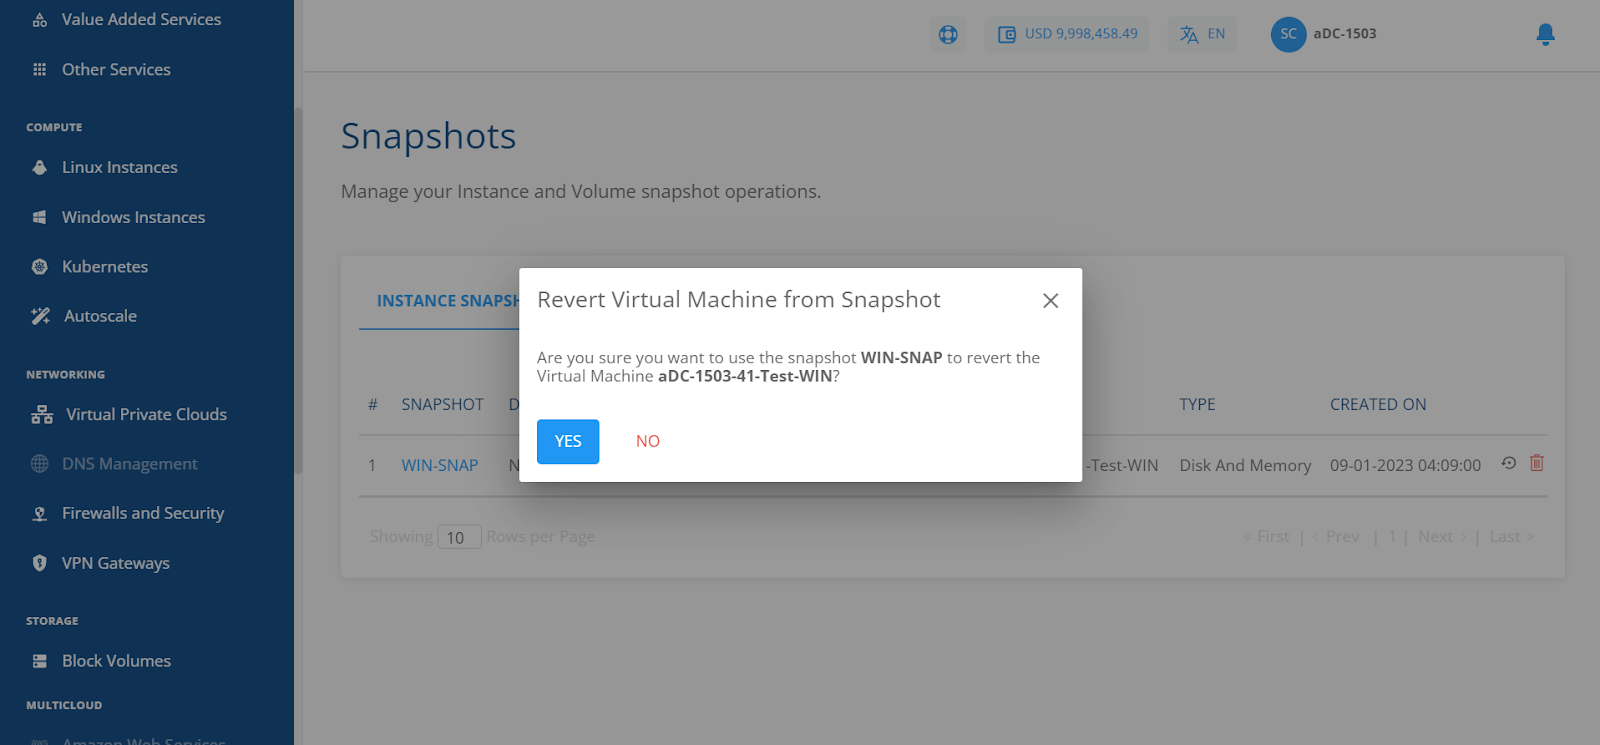 Value Added Services
Other Services
COMPUTE
Linux Instances
Windows Instances
Kubernetes
Autoscale
NETWORKING
Virtual Private Clouds
DNS Management
Firewalls and Security
VPN Gateways
STORAGE
Block Volumes
MULTICLOUD
aws Amazon Web Services
USD 9,998,458.49
EN
SC aDC-1503
Snapshots
Manage your Instance and Volume snapshot operations.
INSTANCE SNAPSH
Revert Virtual Machine from Snapshot
Are you sure you want to use the snapshot WIN-SNAP to revert the
Virtual Machine aDC-1503-41-Test-WIN?
YES NO
# SNAPSHOT D TYPE CREATED ON
1 WIN-SNAP N -Test-WIN Disk And Memory 09-01-2023 04:09:00
Showing 10 Rows per Page « First | ‹ Prev | 1 | Next › | Last »